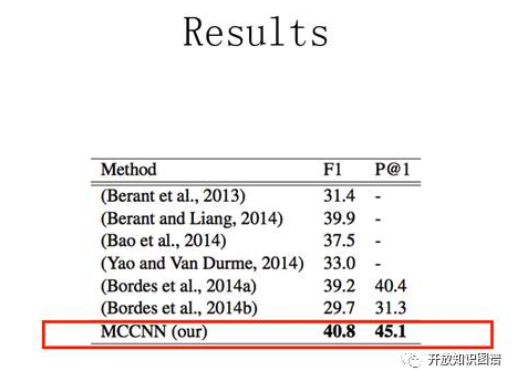 Results
Method F1 P@1
(Berant et al., 2013) 31.4 -
(Berant and Liang, 2014) 39.9 -
(Bao et al., 2014) 37.5 -
(Yao and Van Durme, 2014) 33.0 -
(Bordes et al., 2014a) 39.2 40.4
(Bordes et al., 2014b) 29.7 31.3
MCCNN (our) 40.8 45.1
开放知识图谱